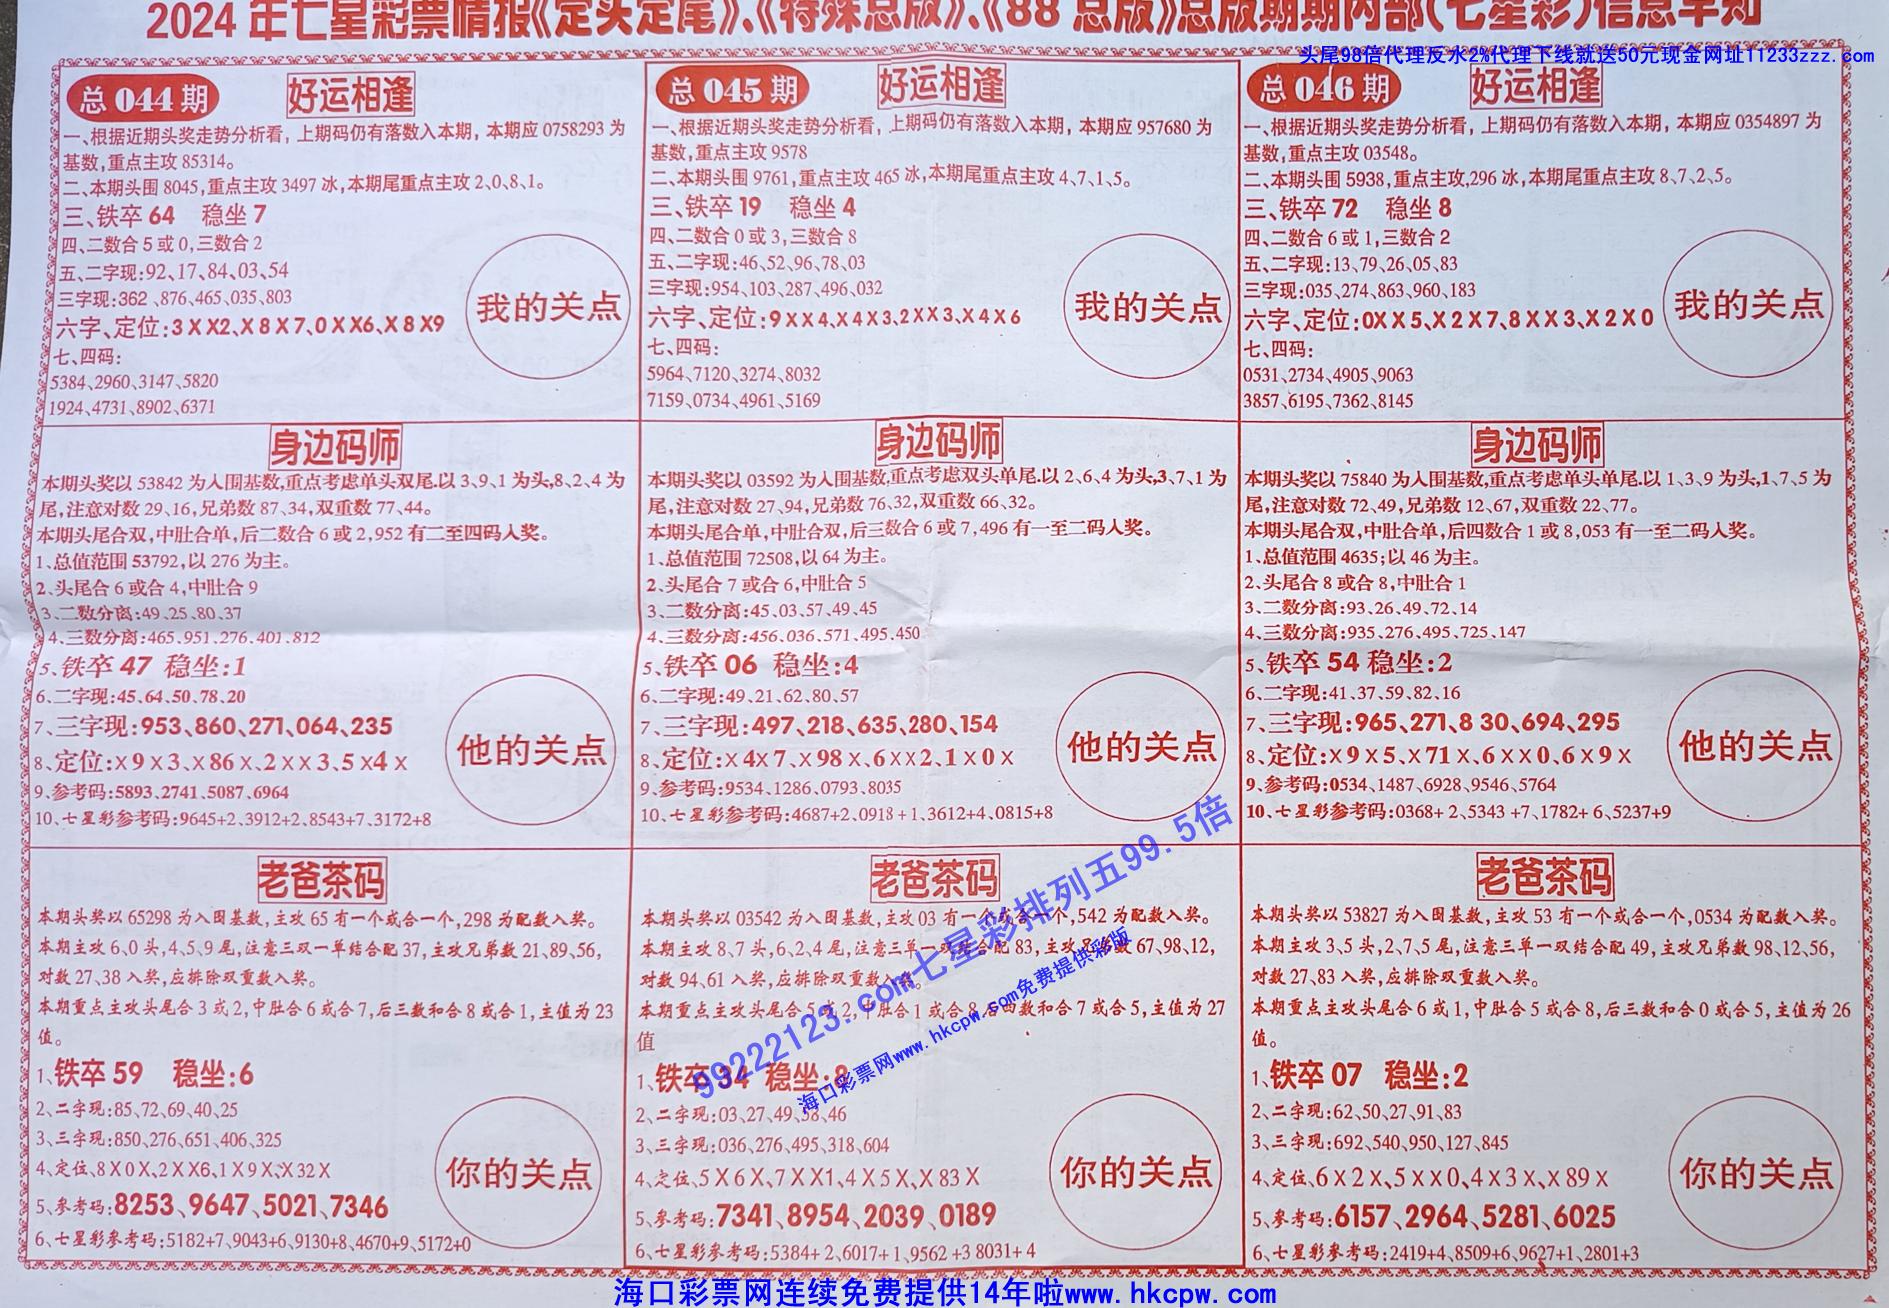 2024年七星彩票情报《定头定尾》、《特殊总版》、《88总版》总版期期内部(七星彩)信息早知
头尾98倍代理反水2%代理下线就送50元现金网址11233zzz.com
总044期 好运相逢
一、根据近期头奖走势分析看，上期码仍有落数入本期，本期应0758293为
基数,重点主攻85314。
二、本期头围8045,重点主攻3497冰,本期尾重点主攻2、0、8、1。
三、铁卒64 稳坐7
四、二数合5或0,三数合2
五、二字现:92、17、84、03、54
三字现:362、876、465、035、803
六字、定位:3XX2、X8X7、0XX6、X8X9
七、四码:
5384、2960、3147、5820
1924、4731、8902、6371
我的关点
总045期 好运相逢
一、根据近期头奖走势分析看，上期码仍有落数入本期，本期应957680为
基数,重点主攻9578
二、本期头围9761,重点主攻465冰,本期尾重点主攻4、7、1、5。
三、铁卒19 稳坐4
四、二数合0或3,三数合8
五、二字现:46、52、96、78、03
三字现:954、103、287、496、032
六字、定位:9XX4、X4X3、2XX3、X4X6
七、四码:
5964、7120、3274、8032
7159、0734、4961、5169
我的关点
总046期 好运相逢
一、根据近期头奖走势分析看，上期码仍有落数入本期，本期应0354897为
基数,重点主攻03548。
二、本期头围5938,重点主攻,296冰,本期尾重点主攻8、7、2、5。
三、铁卒72 稳坐8
四、二数合6或1,三数合2
五、二字现:13、79、26、05、83
三字现:035、274、863、960、183
六字、定位:0XX5、X2X7、8XX3、X2X0
七、四码:
0531、2734、4905、9063
3857、6195、7362、8145
我的关点
身边码师
本期头奖以53842为入围基数,重点考虑单头双尾.以3、9、1为头,8、2、4为
尾,注意对数29、16,兄弟数87、34,双重数77、44。
本期头尾合双,中肚合单,后二数合6或2,952有二至四码入奖。
1、总值范围53792,以276为主。
2、头尾合6或合4,中肚合9
3、二数分离:49、25、80、37
4、三数分离:465、951、276、401、812
5、铁卒47 稳坐:1
6、二字现:45、64、50、78、20
7、三字现:953、860、271、064、235
8、定位:X9X3、X86X、2XX3、5X4X
9、参考码:5893、2741、5087、6964
10、七星彩参考码:9645+2、3912+2、8543+7、3172+8
他的关点
身边码师
本期头奖以03592为入围基数,重点考虑双头单尾.以2、6、4为头,3、7、1为
尾,注意对数27、94,兄弟数76、32,双重数66、32。
本期头尾合单,中肚合双,后三数合6或7,496有一至二码入奖。
1、总值范围72508,以64为主。
2、头尾合7或合6,中肚合5
3、二数分离:45、03、57、49、45
4、三数分离:456、036、571、495、450
5、铁卒06 稳坐:4
6、二字现:49、21、62、80、57
7、三字现:497、218、635、280、154
8、定位:X4X7、X98X、6XX2、1X0X
9、参考码:9534、1286、0793、8035
10、七星彩参考码:4687+2、0918+1、3612+4、0815+8
他的关点
身边码师
本期头奖以75840为入围基数,重点考虑单头单尾.以1、3、9为头,1、7、5为
尾,注意对数72、49,兄弟数12、67,双重数22、77。
本期头尾合双,中肚合单,后四数合1或8,053有一至二码入奖。
1、总值范围4635;以46为主。
2、头尾合8或合8,中肚合1
3、二数分离:93、26、49、72、14
4、三数分离:935、276、495、725、147
5、铁卒54 稳坐:2
6、二字现:41、37、59、82、16
7、三字现:965、271、8 30、694、295
8、定位:X9X5、X71X、6XX0、6X9X
9、参考码:0534、1487、6928、9546、5764
10、七星彩参考码:0368+2、5343+7、1782+6、5237+9
他的关点
老爸茶码
本期头奖以65298为入围基数,主攻65有一个或合一个,298为配数入奖。
本期主攻6、0头,4、5、9尾,注意三双一单结合配37,主攻兄弟数21、89、56,
对数27、38入奖,应排除双重数入奖。
本期重点主攻头尾合3或2,中肚合6或合7,后三数和合8或合1,主值为23
值。
1、铁卒59 稳坐:6
2、二字现:85、72、69、40、25
3、三字现:850、276、651、406、325
4、定位、8X0X、2XX6、1X9X、X32X
5、参考码:8253、9647、5021、7346
6、七星彩参考码:5182+7、9043+6、9130+8、4670+9、5172+0
你的关点
老爸茶码
本期头奖以03542为入围基数,主攻03有一个或合一个,542为配数入奖。
本期主攻8、7头,6、2、4尾,注意三单一双结合配83,主攻兄弟数67、98、12,
对数94、61入奖,应排除双重数入奖。
本期重点主攻头尾合5或2,中肚合1或合8,后四数和合7或合5,主值为27
值
1、铁卒34 稳坐:8
2、二字现:03、27、49、58、46
3、三字现:036、276、495、318、604
4、定位、5X6X、7XX1、4X5X、X83X
5、参考码:7341、8954、2039、0189
6、七星彩参考码:5384+2、6017+1、9562+3 8031+4
你的关点
老爸茶码
本期头奖以53827为入围基数,主攻53有一个或合一个,0534为配数入奖。
本期主攻3、5头,2、7、5尾,注意三单一双结合配49,主攻兄弟数98、12、56,
对数27、83入奖,应排除双重数入奖。
本期重点主攻头尾合6或1,中肚合5或合8,后三数和合0或合5,主值为26
值。
1、铁卒07 稳坐:2
2、二字现:62、50、27、91、83
3、三字现:692、540、950、127、845
4、定位、6X2X、5XX0、4X3X、X89X
5、参考码:6157、2964、5281、6025
6、七星彩参考码:2419+4、8509+6、9627+1、2801+3
你的关点
99222123.com七星彩排列五99.5倍
海口彩票网www.hkcpw.com免费提供彩版
海口彩票网连续免费提供14年啦www.hkcpw.com